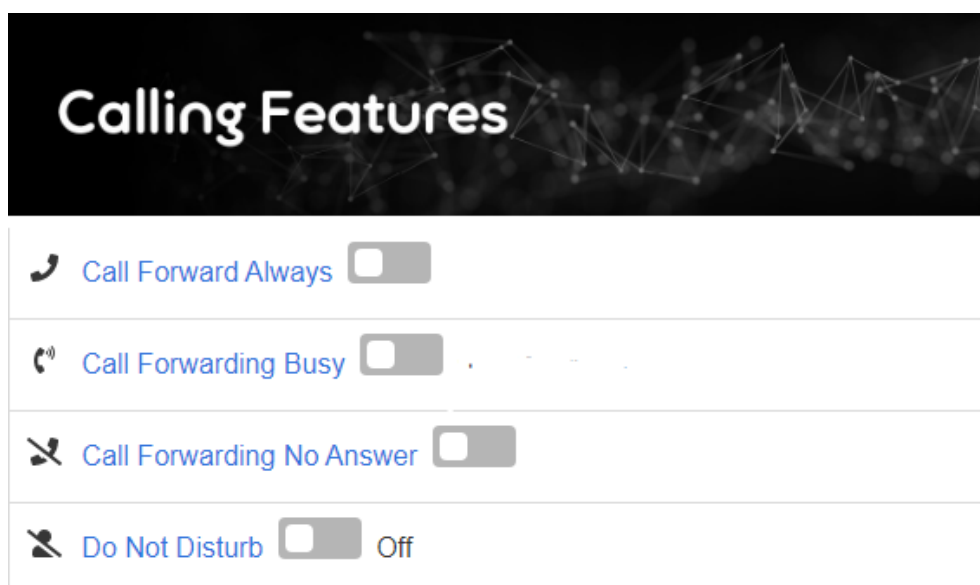 Calling Features
Call Forward Always
Call Forwarding Busy
Call Forwarding No Answer
Do Not Disturb Off